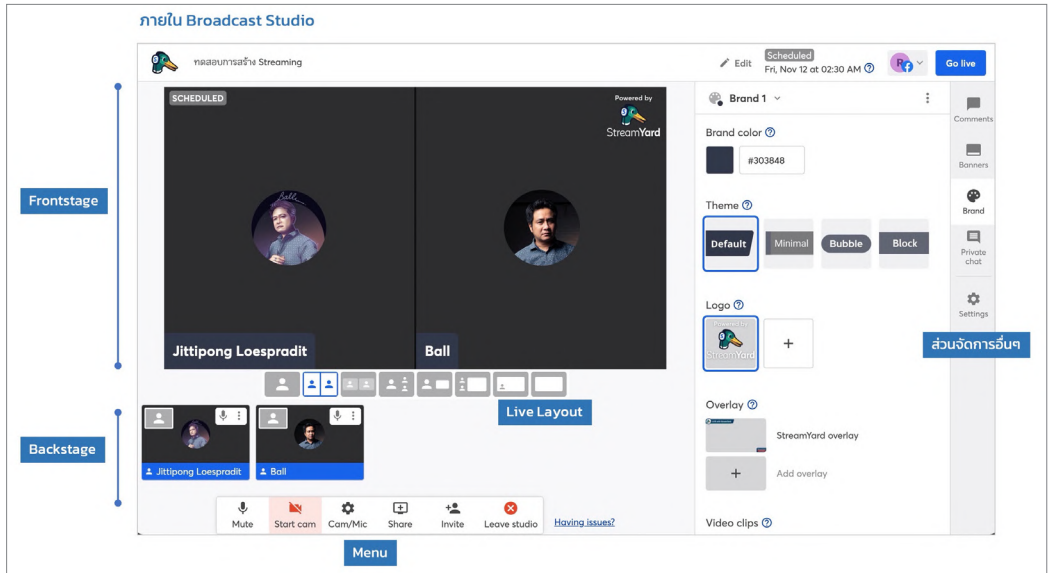 ภายใน Broadcast Studio
ทดสอบการสร้าง Streaming
Edit
Scheduled
Fri, Nov 12 at 02:30 AM
R
Go live
SCHEDULED
Powered by
StreamYard
Jittipong Loespradit
Ball
Frontstage
Live Layout
Backstage
Jittipong Loespradit
Ball
Mute
Start cam
Cam/Mic
Share
Invite
Leave studio
Having issues?
Menu
Brand 1
Brand color
#303848
Theme
Default
Minimal
Bubble
Block
Logo
Powered by
StreamYard
Overlay
StreamYard overlay
Add overlay
Video clips
Comments
Banners
Brand
Private
chat
Settings
ส่วนจัดการอื่นๆ